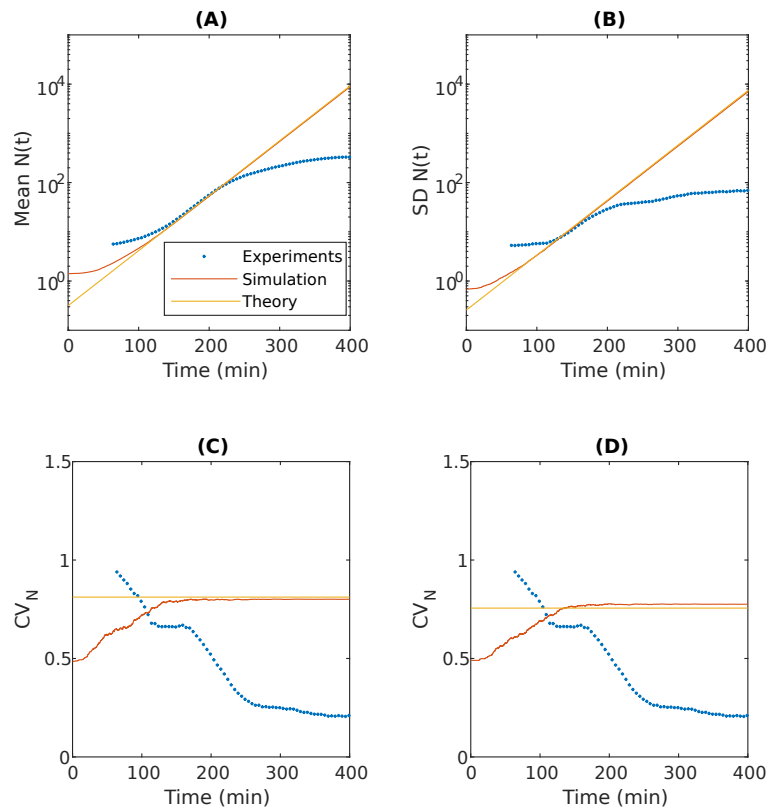 (A)
Mean N(t)
10^4
10^2
10^0
Experiments
Simulation
Theory
0 100 200 300 400
Time (min)
(B)
SD N(t)
10^4
10^2
10^0
0 100 200 300 400
Time (min)
(C)
CV_N
1.5
1
0.5
0
0 100 200 300 400
Time (min)
(D)
CV_N
1.5
1
0.5
0
0 100 200 300 400
Time (min)